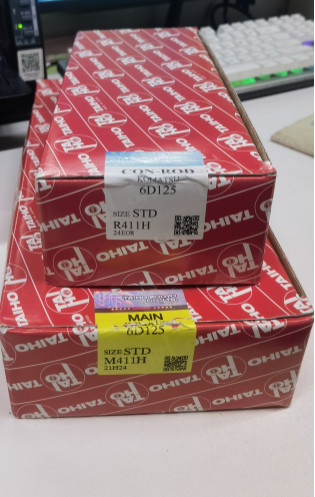 CON-ROD
KOMATSU
6D125
SIZE: STD
R411H
24E08
MAIN
6D125
SIZE: STD
M411H
21H24
TAIHO